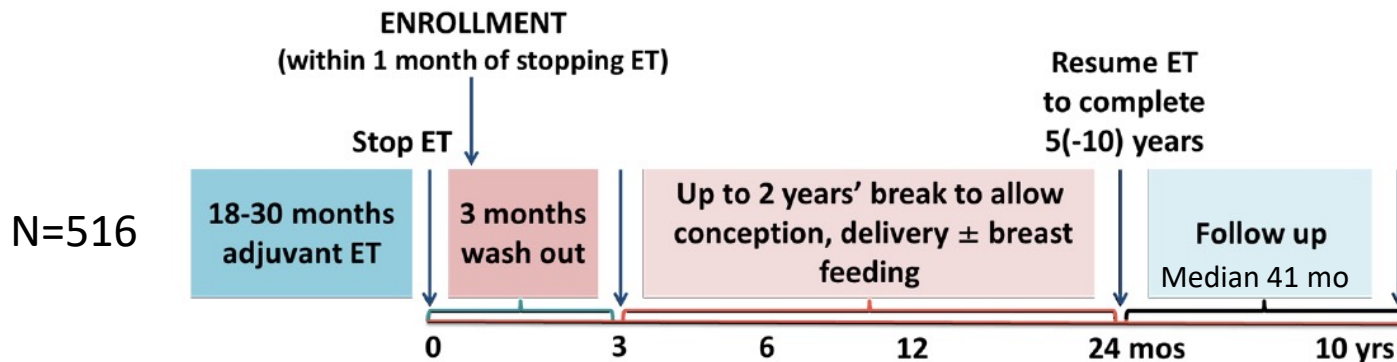 ENROLLMENT
(within 1 month of stopping ET)
Resume ET
to complete
5(-10) years
Stop ET
N=516
18-30 months
adjuvant ET
3 months
wash out
Up to 2 years’ break to allow
conception, delivery ± breast
feeding
Follow up
Median 41 mo
0 3 6 12 24 mos 10 yrs